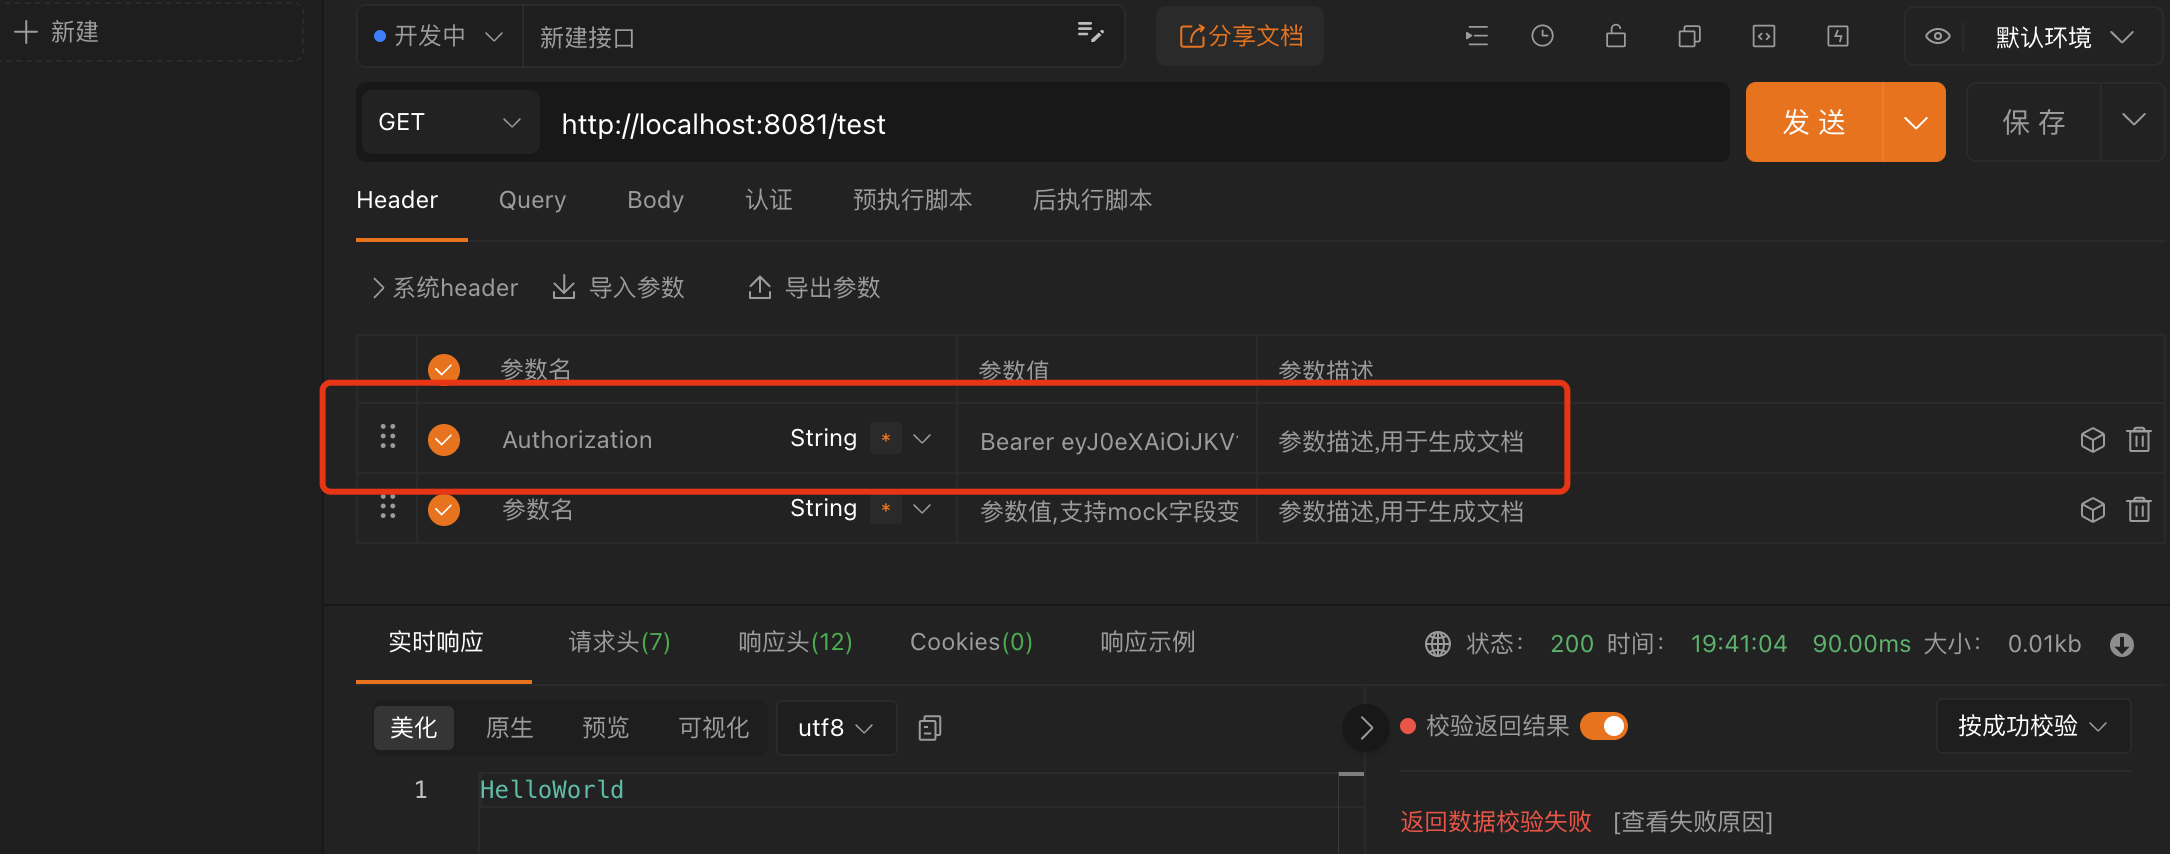 新建
开发中 新建接口 分享文档 默认环境
GET http://localhost:8081/test 发送 保存
Header Query Body 认证 预执行脚本 后执行脚本
系统header 导入参数 导出参数
参数名 参数值 参数描述
Authorization String * Bearer eyJ0eXAiOiJKV 参数描述,用于生成文档
参数名 String * 参数值,支持mock字段变 参数描述,用于生成文档
实时响应 请求头(7) 响应头(12) Cookies(0) 响应示例 状态： 200 时间： 19:41:04 90.00ms 大小： 0.01kb
美化 原生 预览 可视化 utf8 校验返回结果 按成功校验
1 HelloWorld
返回数据校验失败 [查看失败原因]